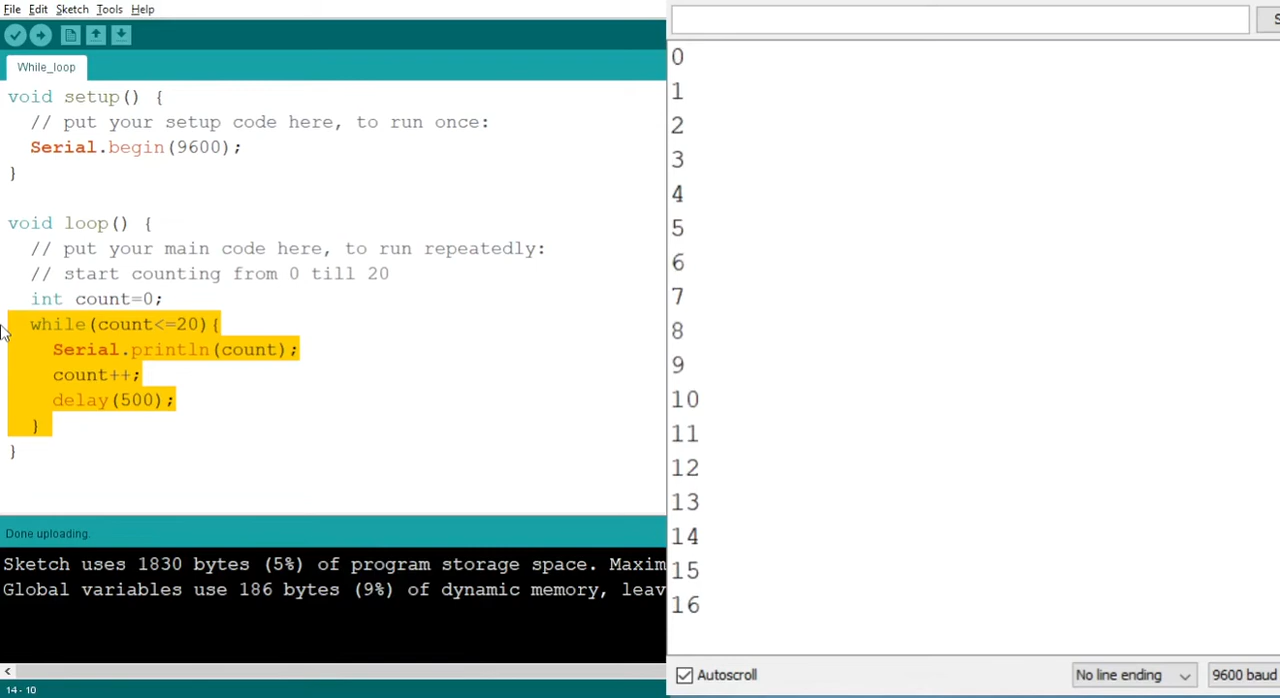 File Edit Sketch Tools Help
While_loop
void setup() {
// put your setup code here, to run once:
Serial.begin(9600);
}
void loop() {
// put your main code here, to run repeatedly:
// start counting from 0 till 20
int count=0;
while(count<=20){
Serial.println(count);
count++;
delay(500);
}
}
Done uploading.
Sketch uses 1830 bytes (5%) of program storage space. Maxim
Global variables use 186 bytes (9%) of dynamic memory, leav
14 - 10
S
0
1
2
3
4
5
6
7
8
9
10
11
12
13
14
15
16
Autoscroll
No line ending
9600 baud